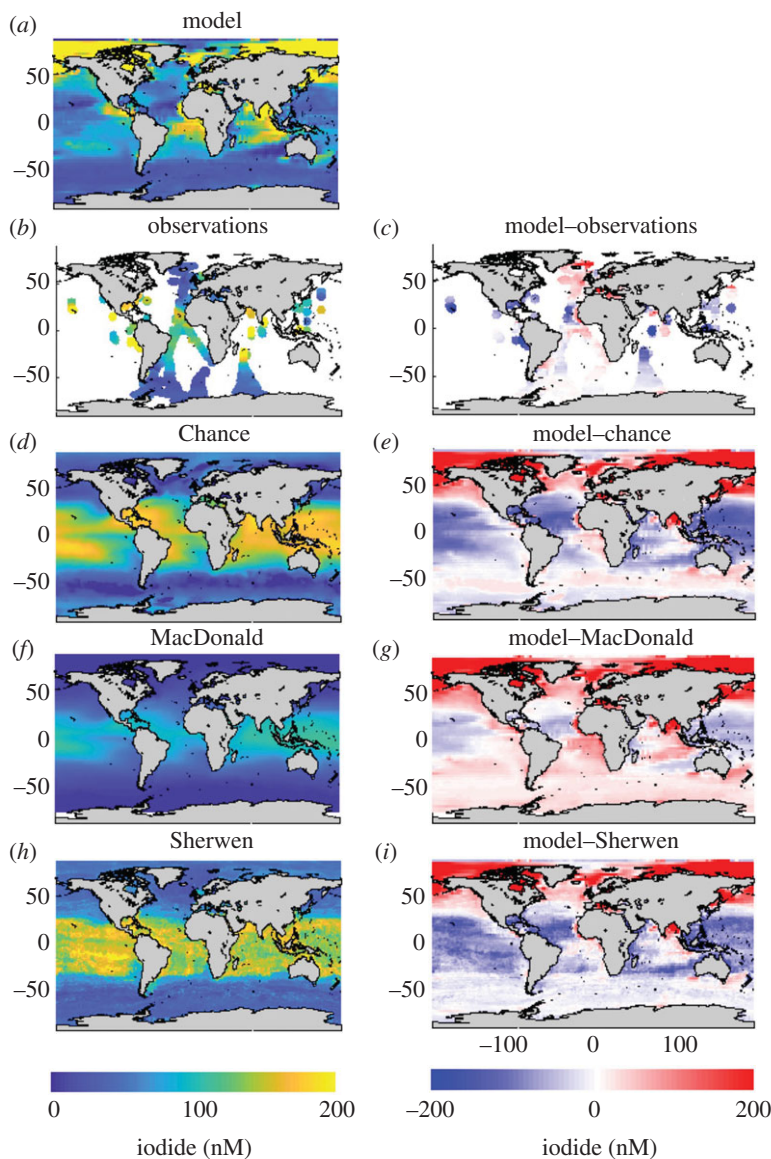 (a) model
50
0
–50
(b) observations
50
0
–50
(c) model–observations
50
0
–50
(d) Chance
50
0
–50
(e) model–chance
50
0
–50
(f) MacDonald
50
0
–50
(g) model–MacDonald
50
0
–50
(h) Sherwen
50
0
–50
(i) model–Sherwen
50
0
–50
–100 0 100
0 100 200
iodide (nM)
–200 0 200
iodide (nM)